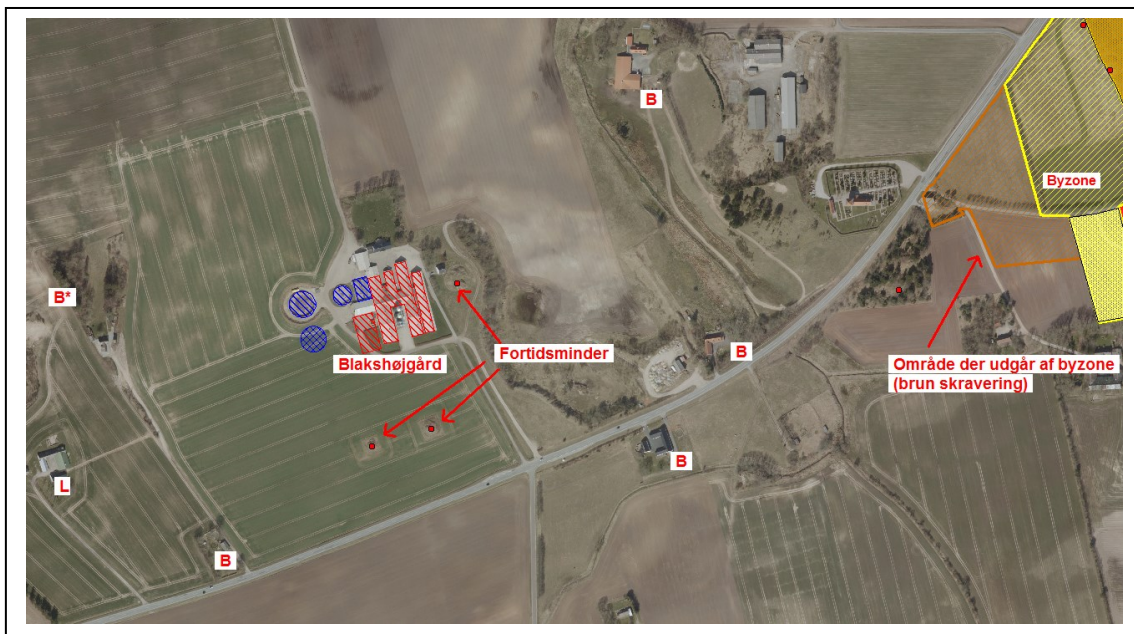 B
Byzone
B*
Fortidsminder
B
Blakshøjgård
Område der udgår af byzone
(brun skravering)
B
L
B